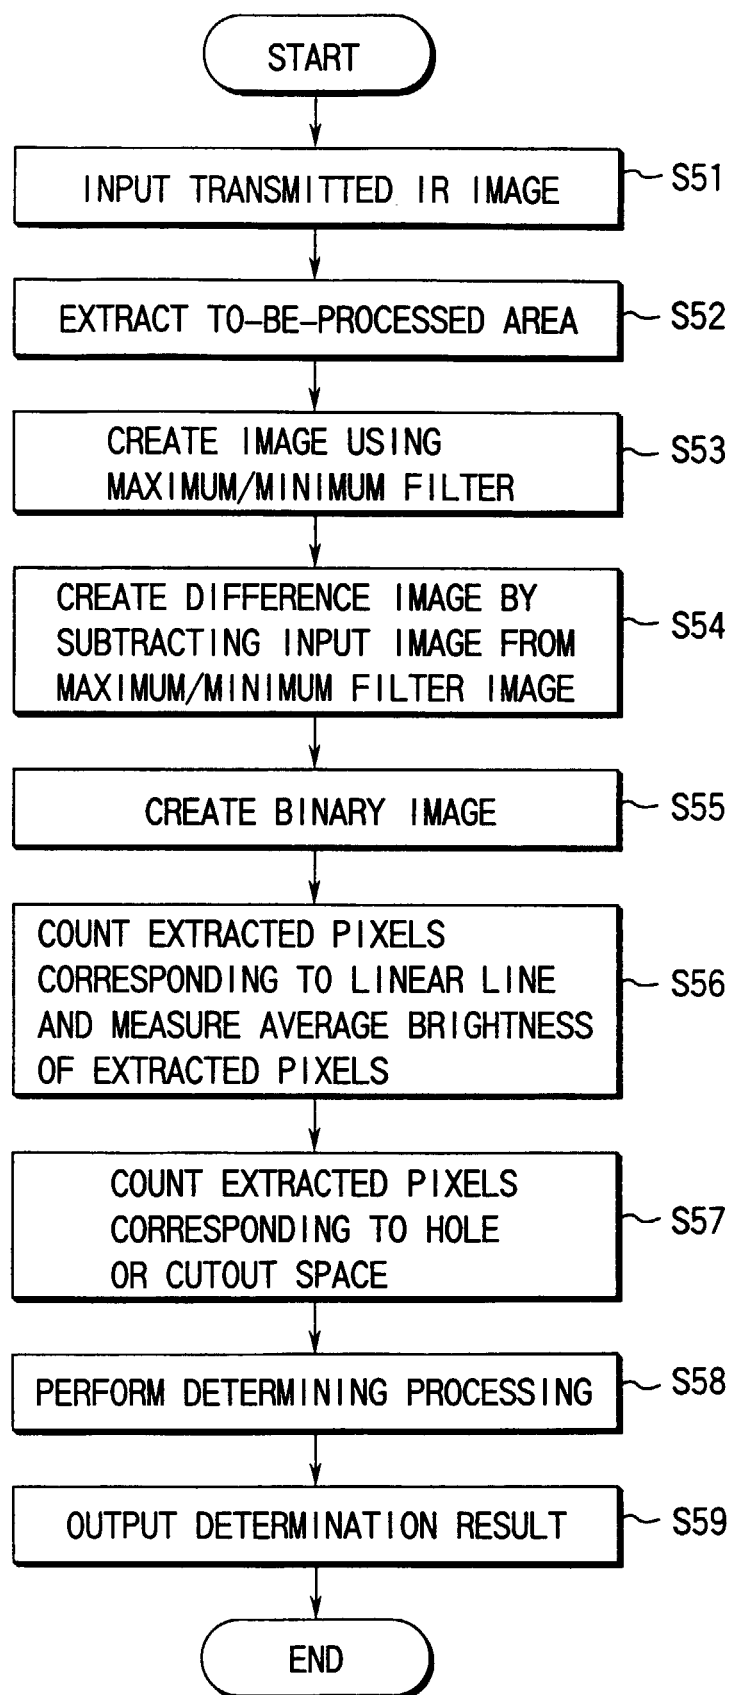 START
INPUT TRANSMITTED IR IMAGE
S51
EXTRACT TO-BE-PROCESSED AREA
S52
CREATE IMAGE USING
MAXIMUM/MINIMUM FILTER
S53
CREATE DIFFERENCE IMAGE BY
SUBTRACTING INPUT IMAGE FROM
MAXIMUM/MINIMUM FILTER IMAGE
S54
CREATE BINARY IMAGE
S55
COUNT EXTRACTED PIXELS
CORRESPONDING TO LINEAR LINE
AND MEASURE AVERAGE BRIGHTNESS
OF EXTRACTED PIXELS
S56
COUNT EXTRACTED PIXELS
CORRESPONDING TO HOLE
OR CUTOUT SPACE
S57
PERFORM DETERMINING PROCESSING
S58
OUTPUT DETERMINATION RESULT
S59
END